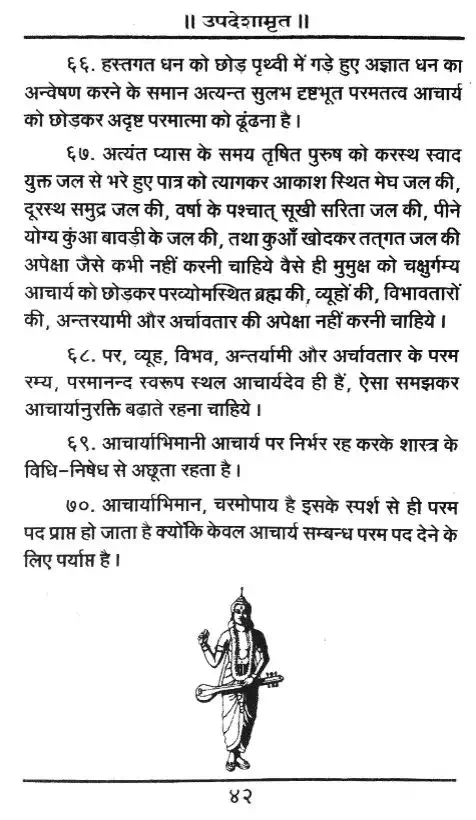 ॥ उपदेशामृत ॥
६६. हस्तगत धन को छोड़ पृथ्वी में गड़े हुए अज्ञात धन का
अन्वेषण करने के समान अत्यन्त सुलभ दृष्टभूत परमतत्व आचार्य
को छोड़कर अदृष्ट परमात्मा को ढूंढना है ।
६७. अत्यंत प्यास के समय तृषित पुरुष को करस्थ स्वाद
युक्त जल से भरे हुए पात्र को त्यागकर आकाश स्थित मेघ जल की,
दूरस्थ समुद्र जल की, वर्षा के पश्चात् सूखी सरिता जल की, पीने
योग्य कुंआ बावड़ी के जल की, तथा कुआँ खोदकर तत्‌गत जल की
अपेक्षा जैसे कभी नहीं करनी चाहिये वैसे ही मुमुक्ष को चक्षुर्गम्य
आचार्य को छोड़कर परव्योमस्थित ब्रह्म की, व्यूहों की, विभावतारों
की, अन्तरयामी और अर्चावतार की अपेक्षा नहीं करनी चाहिये ।
६८. पर, व्यूह, विभव, अन्तर्यामी और अर्चावतार के परम
रम्य, परमानन्द स्वरूप स्थल आचार्यदेव ही हैं, ऐसा समझकर
आचार्यानुरक्ति बढ़ाते रहना चाहिये ।
६९. आचार्याभिमानी आचार्य पर निर्भर रह करके शास्त्र के
विधि-निषेध से अछूता रहता है ।
७०. आचार्याभिमान, चरमोपाय है इसके स्पर्श से ही परम
पद प्राप्त हो जाता है क्योंकि केवल आचार्य सम्बन्ध परम पद देने के
लिए पर्याप्त है ।
४२